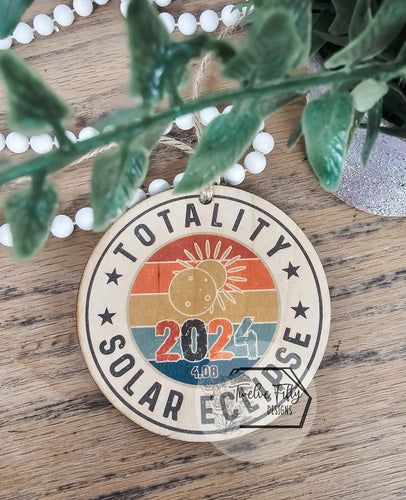 TOTALITY
2024
4.08
SOLAR ECLIPSE
Twelve Fifty
DESIGNS